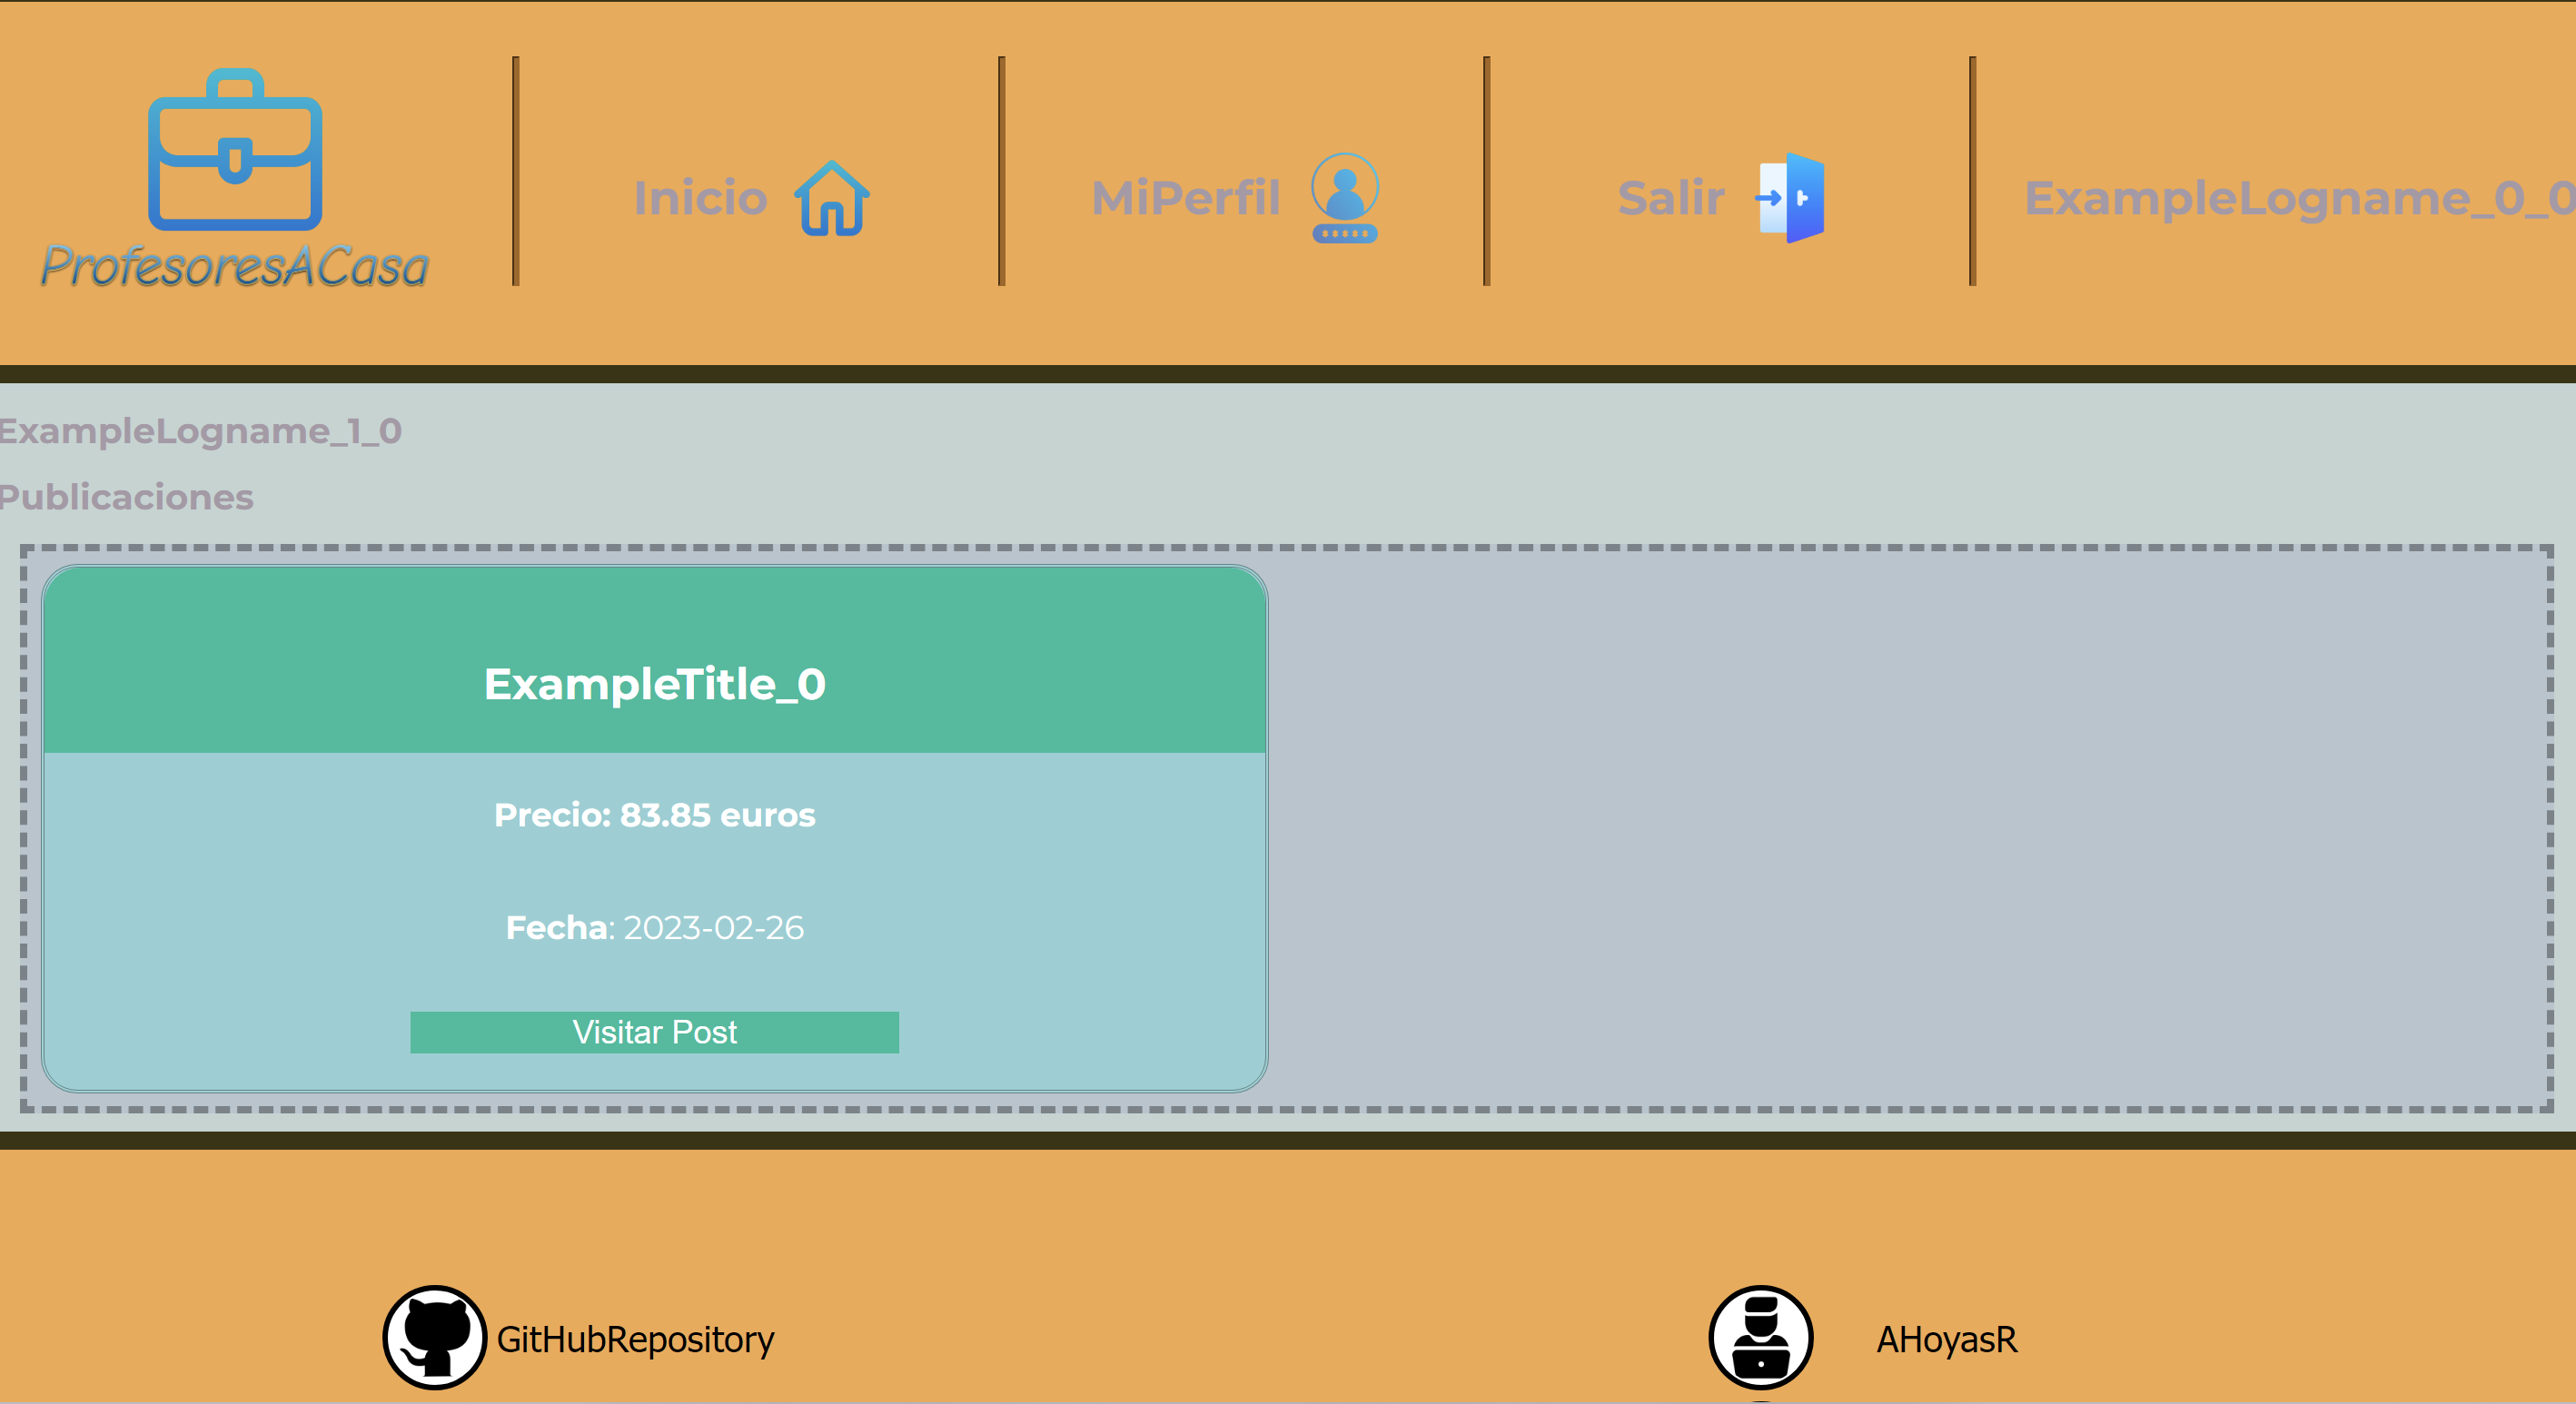 ProfesoresACasa
Inicio
MiPerfil
Salir
ExampleLogname_0_0
ExampleLogname_1_0
Publicaciones
ExampleTitle_0
Precio: 83.85 euros
Fecha: 2023-02-26
Visitar Post
GitHubRepository
AHoyasR